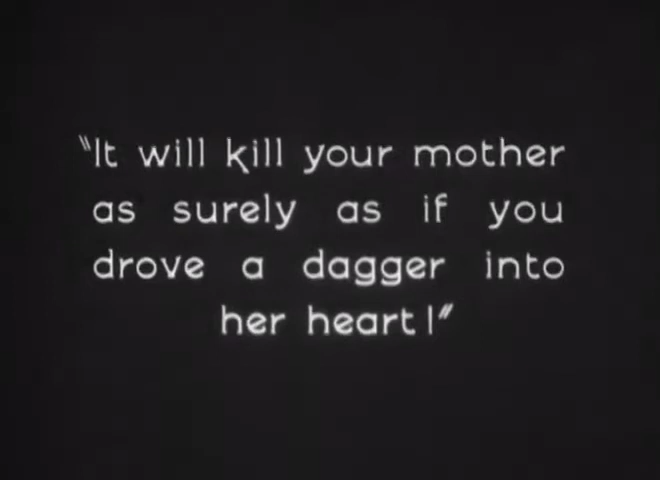 "It will kill your mother
as surely as if you
drove a dagger into
her heart!"